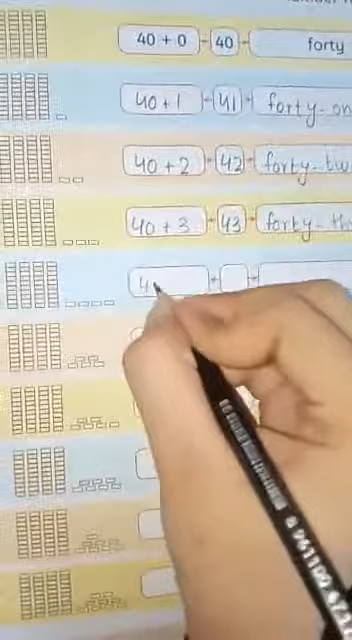 40 + 0 - 40 - forty
40 + 1 - 41 - forty-on
40 + 2 - 42 - forty-tw
40 + 3 - 43 - forty-th
4